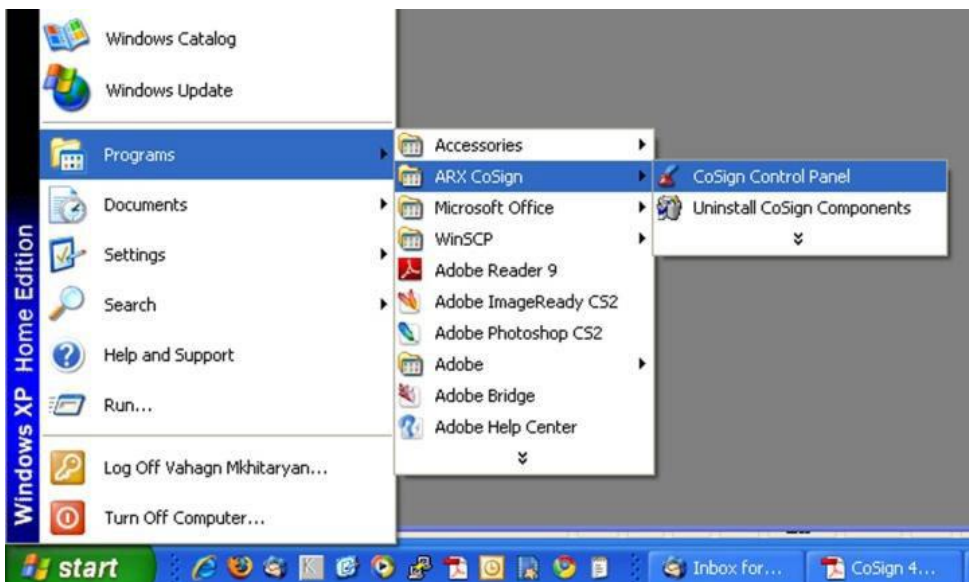 Windows Catalog
Windows Update
Programs
Documents
Settings
Search
Help and Support
Run...
Log Off Vahagn Mkhitaryan...
Turn Off Computer...
Windows XP Home Edition
Accessories
ARX CoSign
Microsoft Office
WinSCP
Adobe Reader 9
Adobe ImageReady CS2
Adobe Photoshop CS2
Adobe
Adobe Bridge
Adobe Help Center
CoSign Control Panel
Uninstall CoSign Components
start
Inbox for...
CoSign 4...